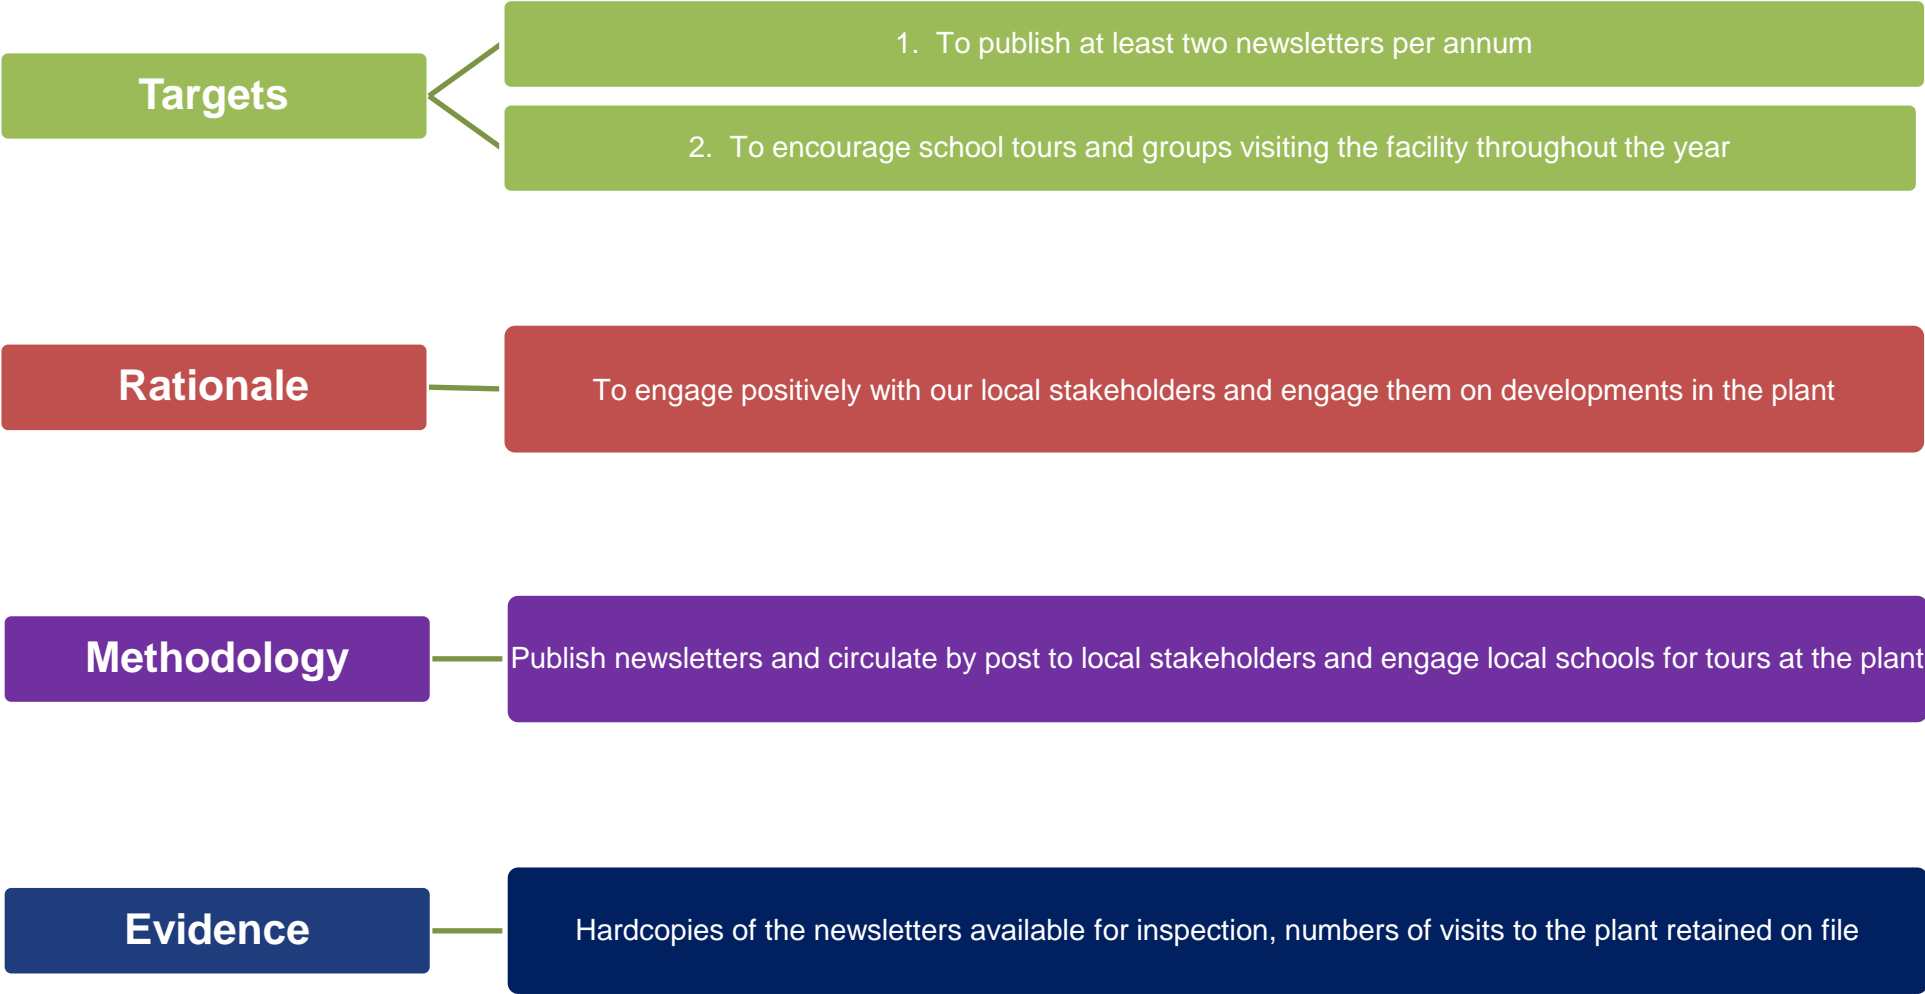 Targets
1. To publish at least two newsletters per annum
2. To encourage school tours and groups visiting the facility throughout the year
Rationale
To engage positively with our local stakeholders and engage them on developments in the plant
Methodology
Publish newsletters and circulate by post to local stakeholders and engage local schools for tours at the plant
Evidence
Hardcopies of the newsletters available for inspection, numbers of visits to the plant retained on file